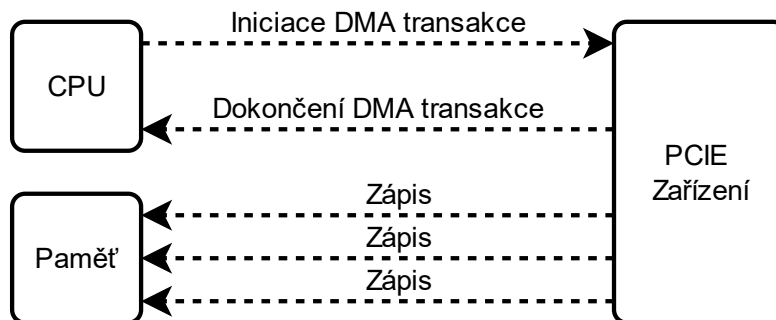 Iniciace DMA transakce
CPU
Dokončení DMA transakce
PCIE
Zařízení
Zápis
Zápis
Paměť
Zápis